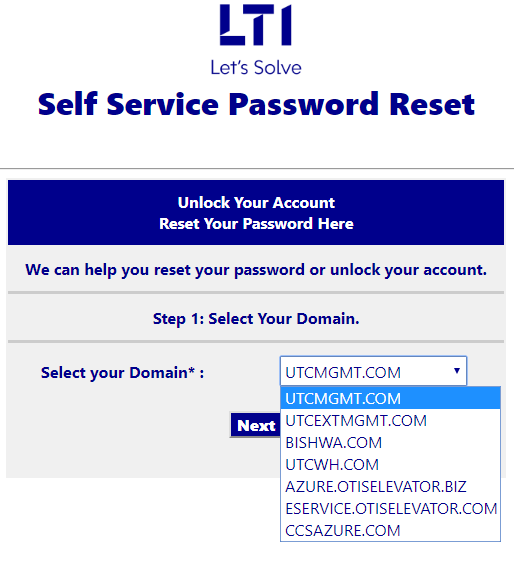 LTI
Let's Solve
Self Service Password Reset
Unlock Your Account
Reset Your Password Here
We can help you reset your password or unlock your account.
Step 1: Select Your Domain.
Select your Domain* : UTCMGMT.COM
UTCMGMT.COM
UTCEXTMGMT.COM
BISHWA.COM
UTCWH.COM
AZURE.OTISELEVATOR.BIZ
ESERVICE.OTISELEVATOR.COM
CCSAZURE.COM
Next